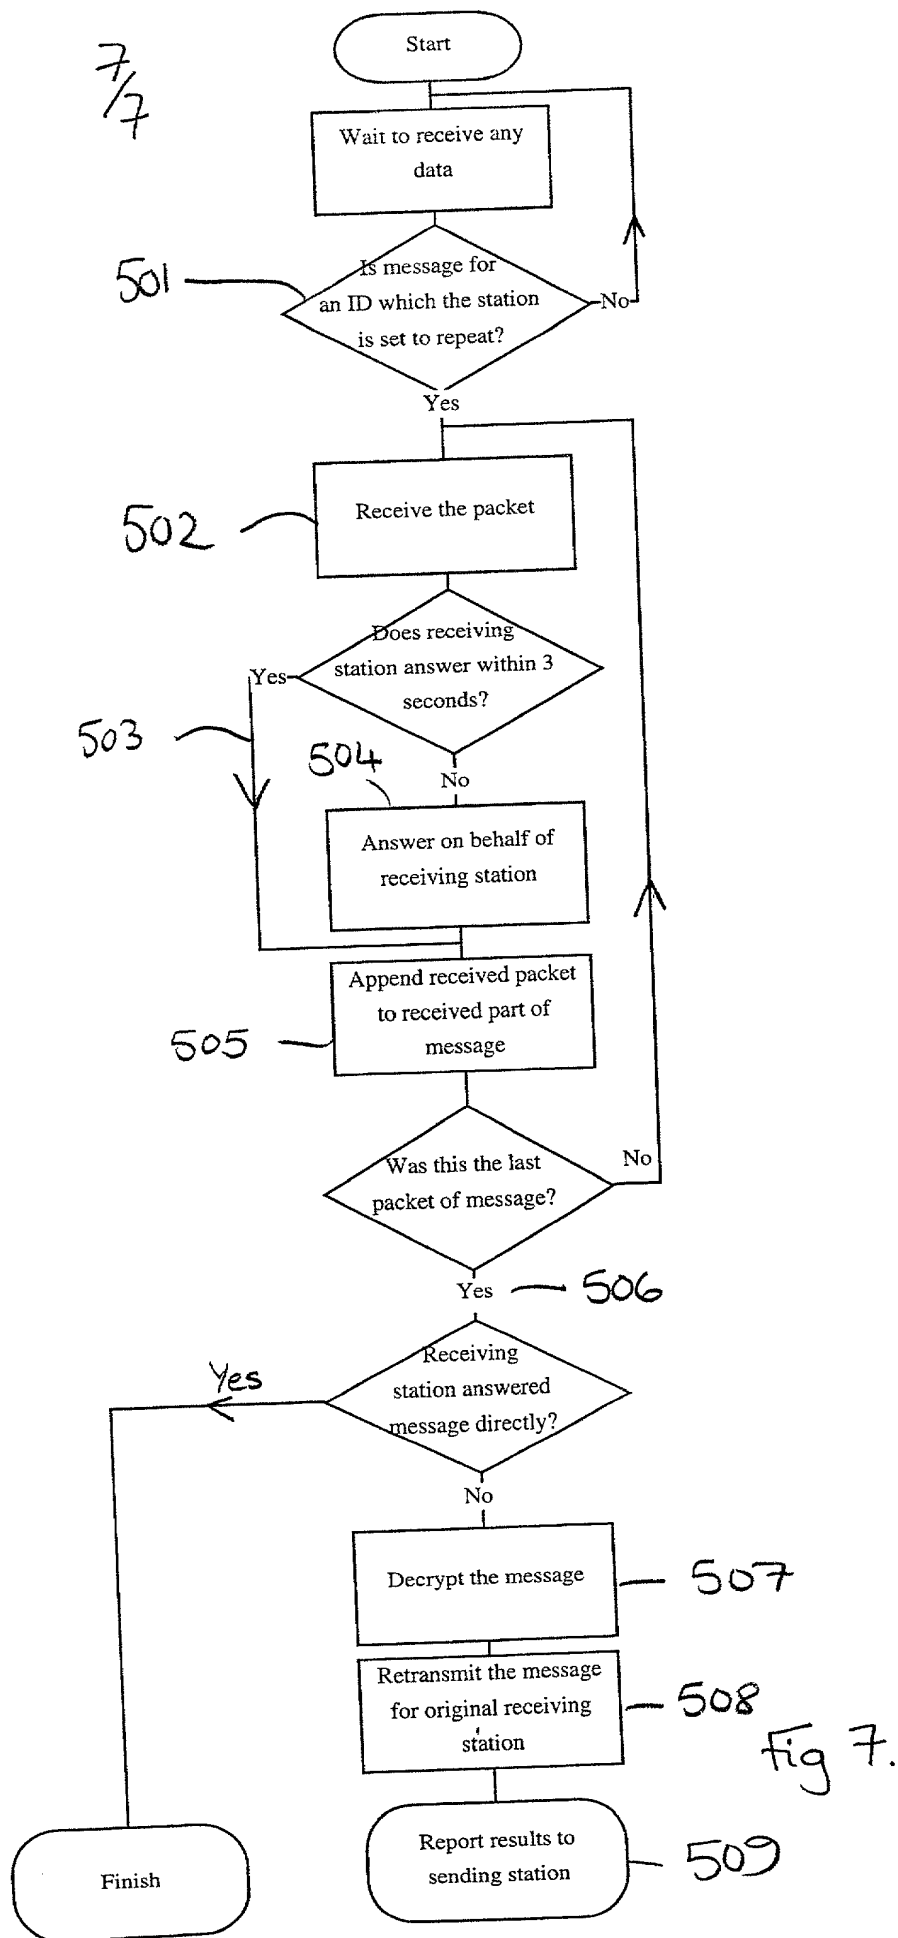 7/7
Start
Wait to receive any
data
501
Is message for
an ID which the station
is set to repeat?
No
Yes
502
Receive the packet
Does receiving
station answer within 3
seconds?
Yes
503
504
No
Answer on behalf of
receiving station
Append received packet
to received part of
message
505
Was this the last
packet of message?
No
Yes
506
Receiving
station answered
message directly?
Yes
No
Decrypt the message
507
Retransmit the message
for original receiving
station
508
Fig 7.
Report results to
sending station
509
Finish